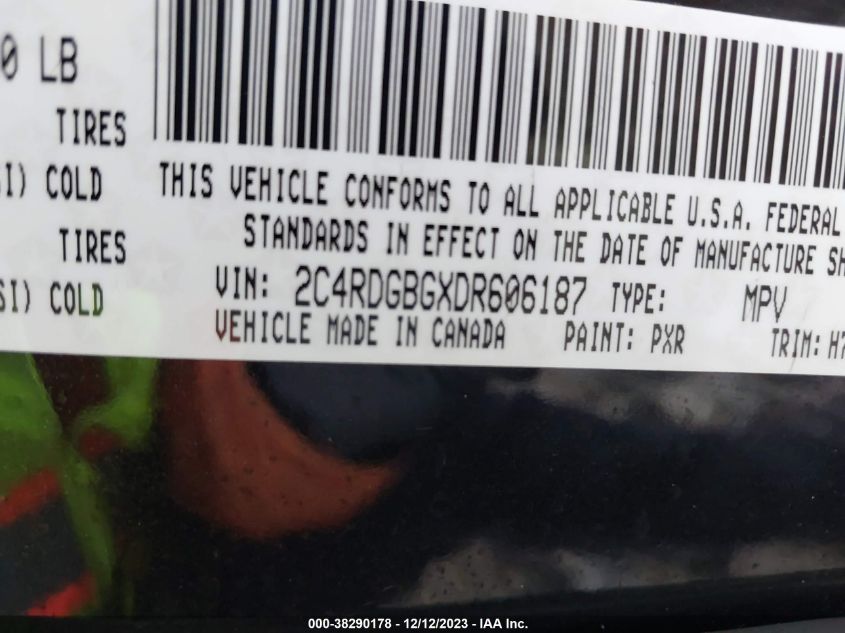 0 LB
TIRES
SI) COLD
TIRES
SI) COLD
THIS VEHICLE CONFORMS TO ALL APPLICABLE U.S.A. FEDERAL
STANDARDS IN EFFECT ON THE DATE OF MANUFACTURE SH
VIN: 2C4RDGBGXDR606187 TYPE: MPV
VEHICLE MADE IN CANADA PAINT: PXR TRIM: H7
000-38290178 - 12/12/2023 - IAA Inc.